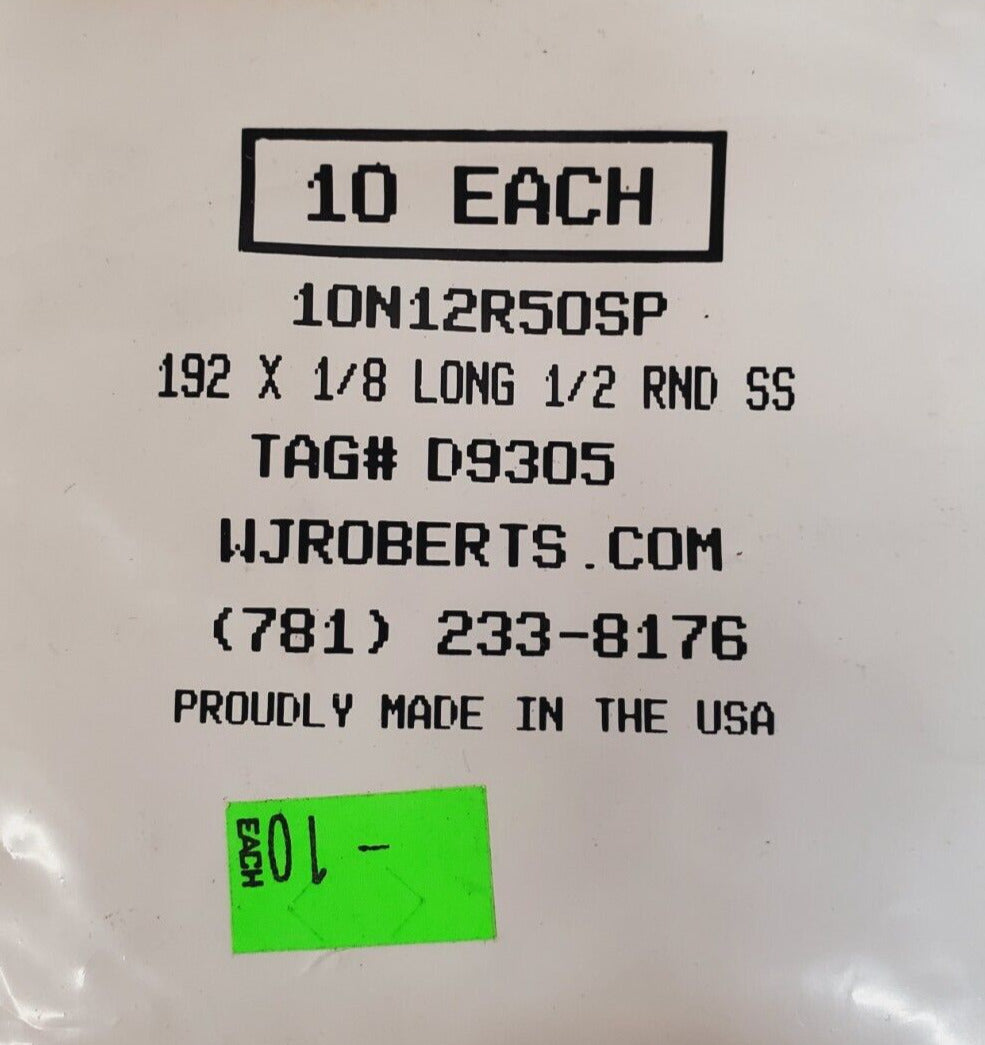 10 EACH
10N12R50SP
192 X 1/8 LONG 1/2 RND SS
TAG# D9305
WJROBERTS.COM
(781) 233-8176
PROUDLY MADE IN THE USA
- 10
EACH